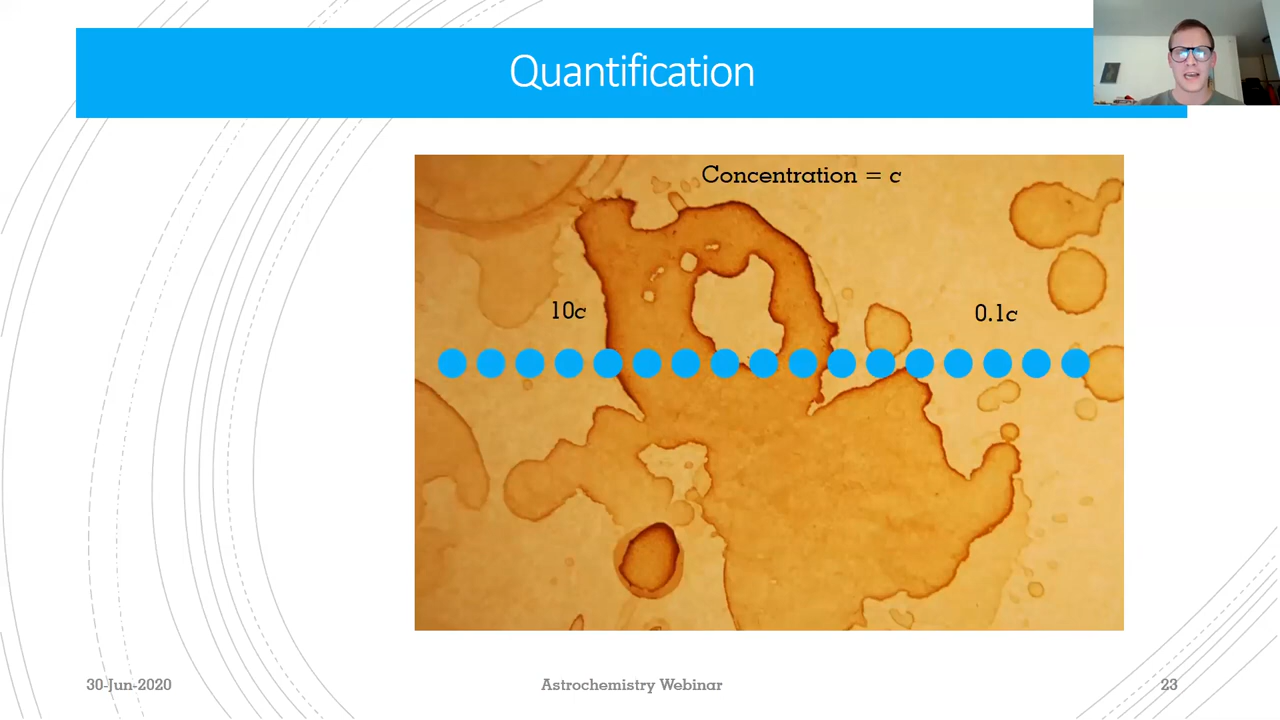 Quantification
Concentration = c
10c
0.1c
30-Jun-2020
Astrochemistry Webinar
23